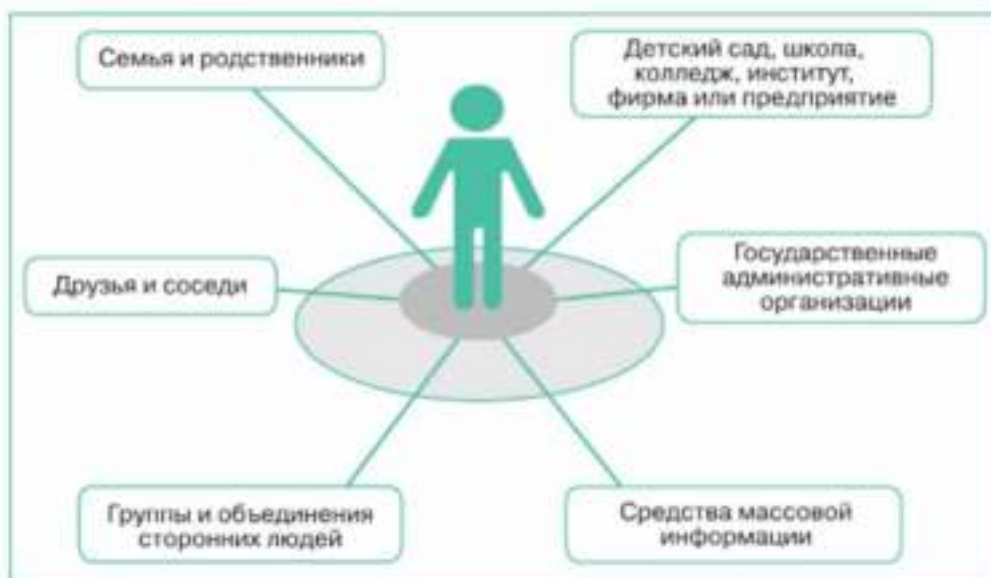 Семья и родственники
Детский сад, школа,
колледж, институт,
фирма или предприятие
Друзья и соседи
Государственные
административные
организации
Группы и объединения
сторонних людей
Средства массовой
информации